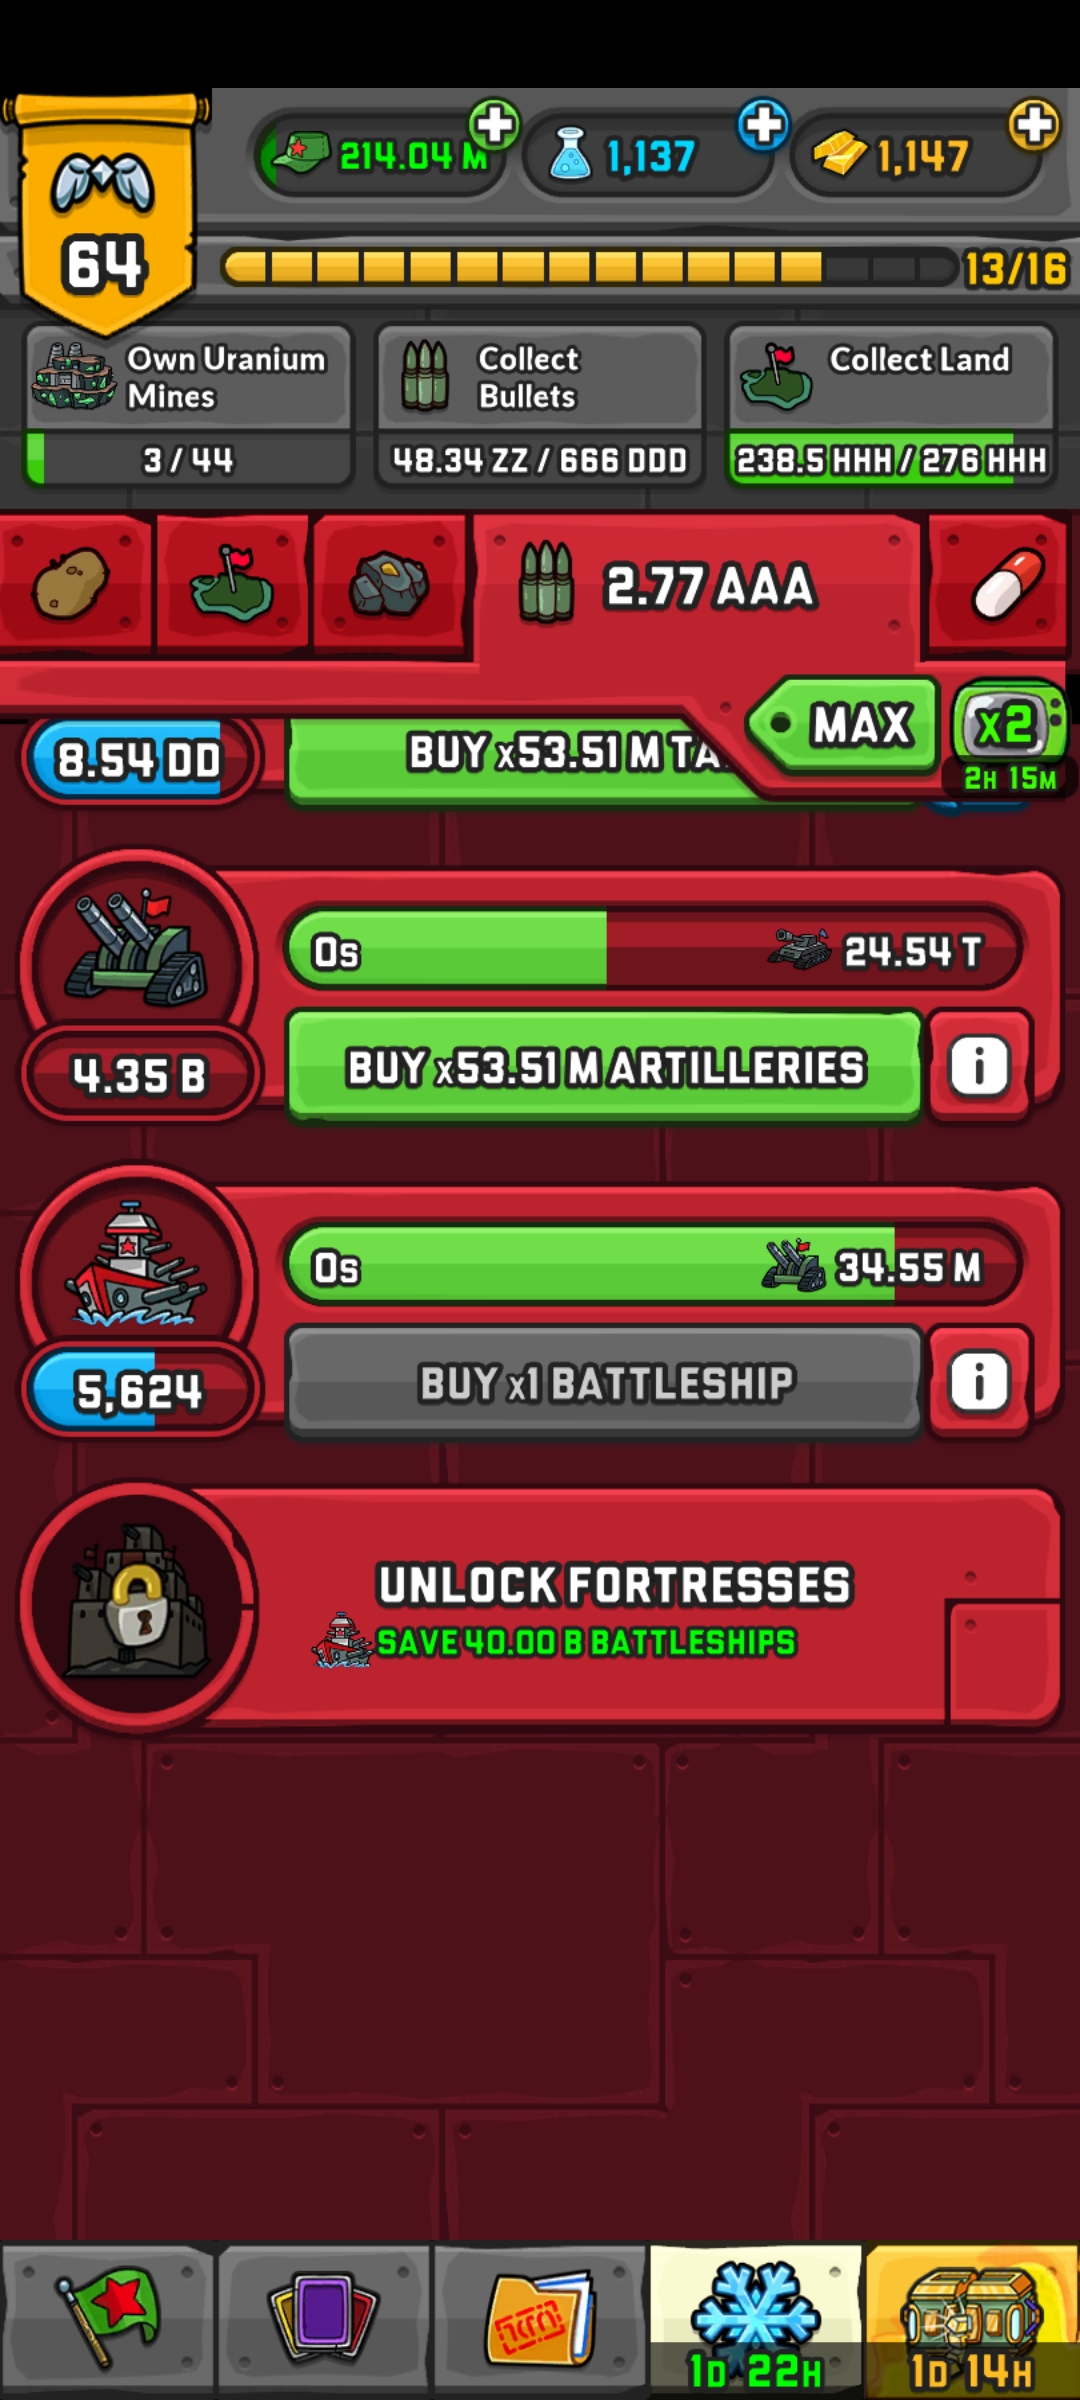 64
214.04 M
1,137
1,147
13/16
Own Uranium
Mines
3 / 44
Collect
Bullets
48.34 ZZ / 666 DDD
Collect Land
238.5 HHH / 276 HHH
2.77 AAA
MAX
X2
2H 15M
8.54 DD
BUY x53.51 M TA
0s
24.54 T
4.35 B
BUY x53.51 M ARTILLERIES
i
0s
34.55 M
5,624
BUY x1 BATTLESHIP
i
UNLOCK FORTRESSES
SAVE 40.00 B BATTLESHIPS
1D 22H
1D 14H